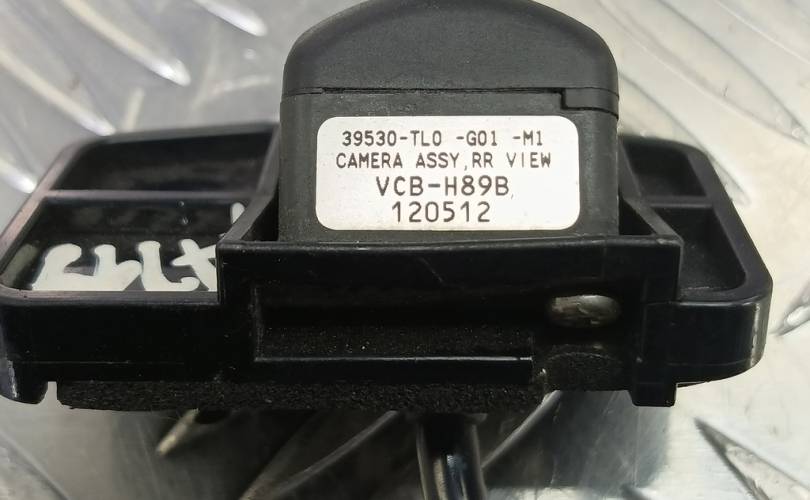 39530-TL0 -G01 -M1
CAMERA ASSY,RR VIEW
VCB-H89B
120512